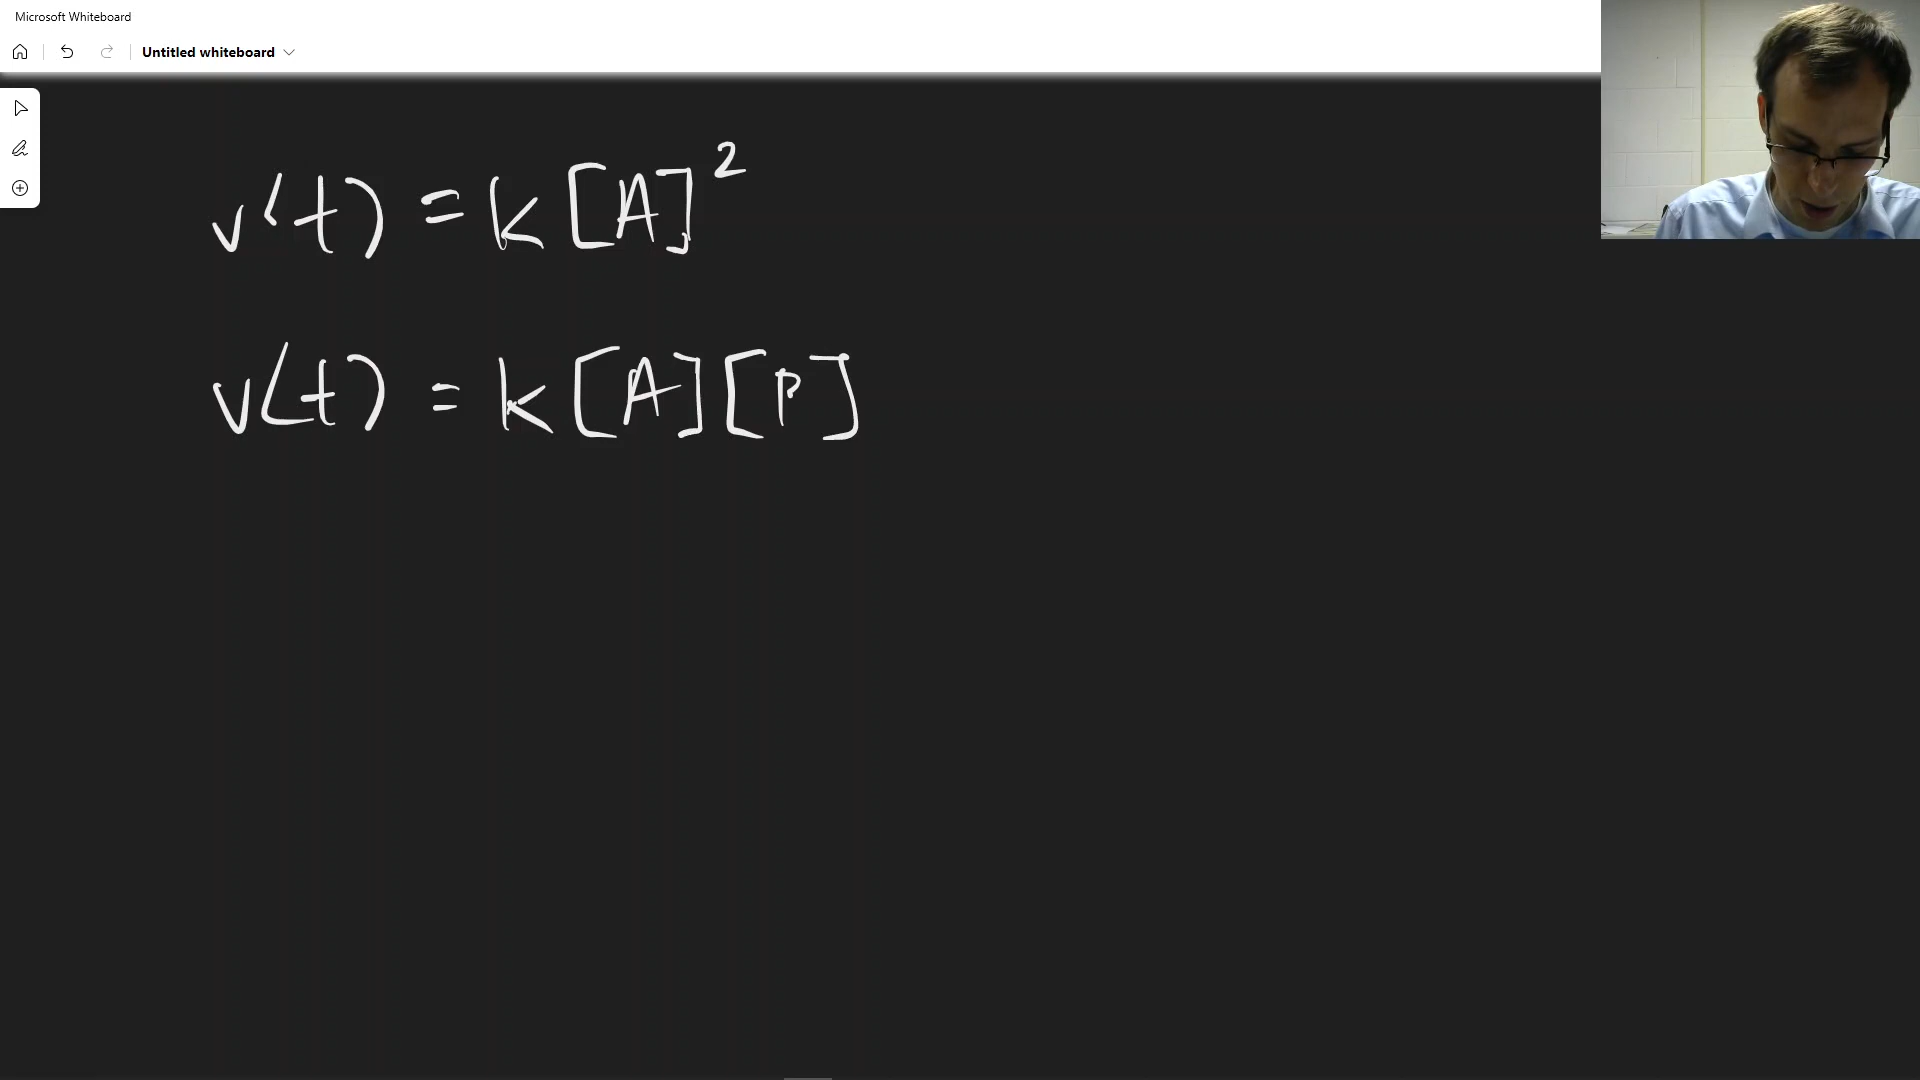 Microsoft Whiteboard
Untitled whiteboard
v(t) = k[A]²
v(t) = k[A][P]